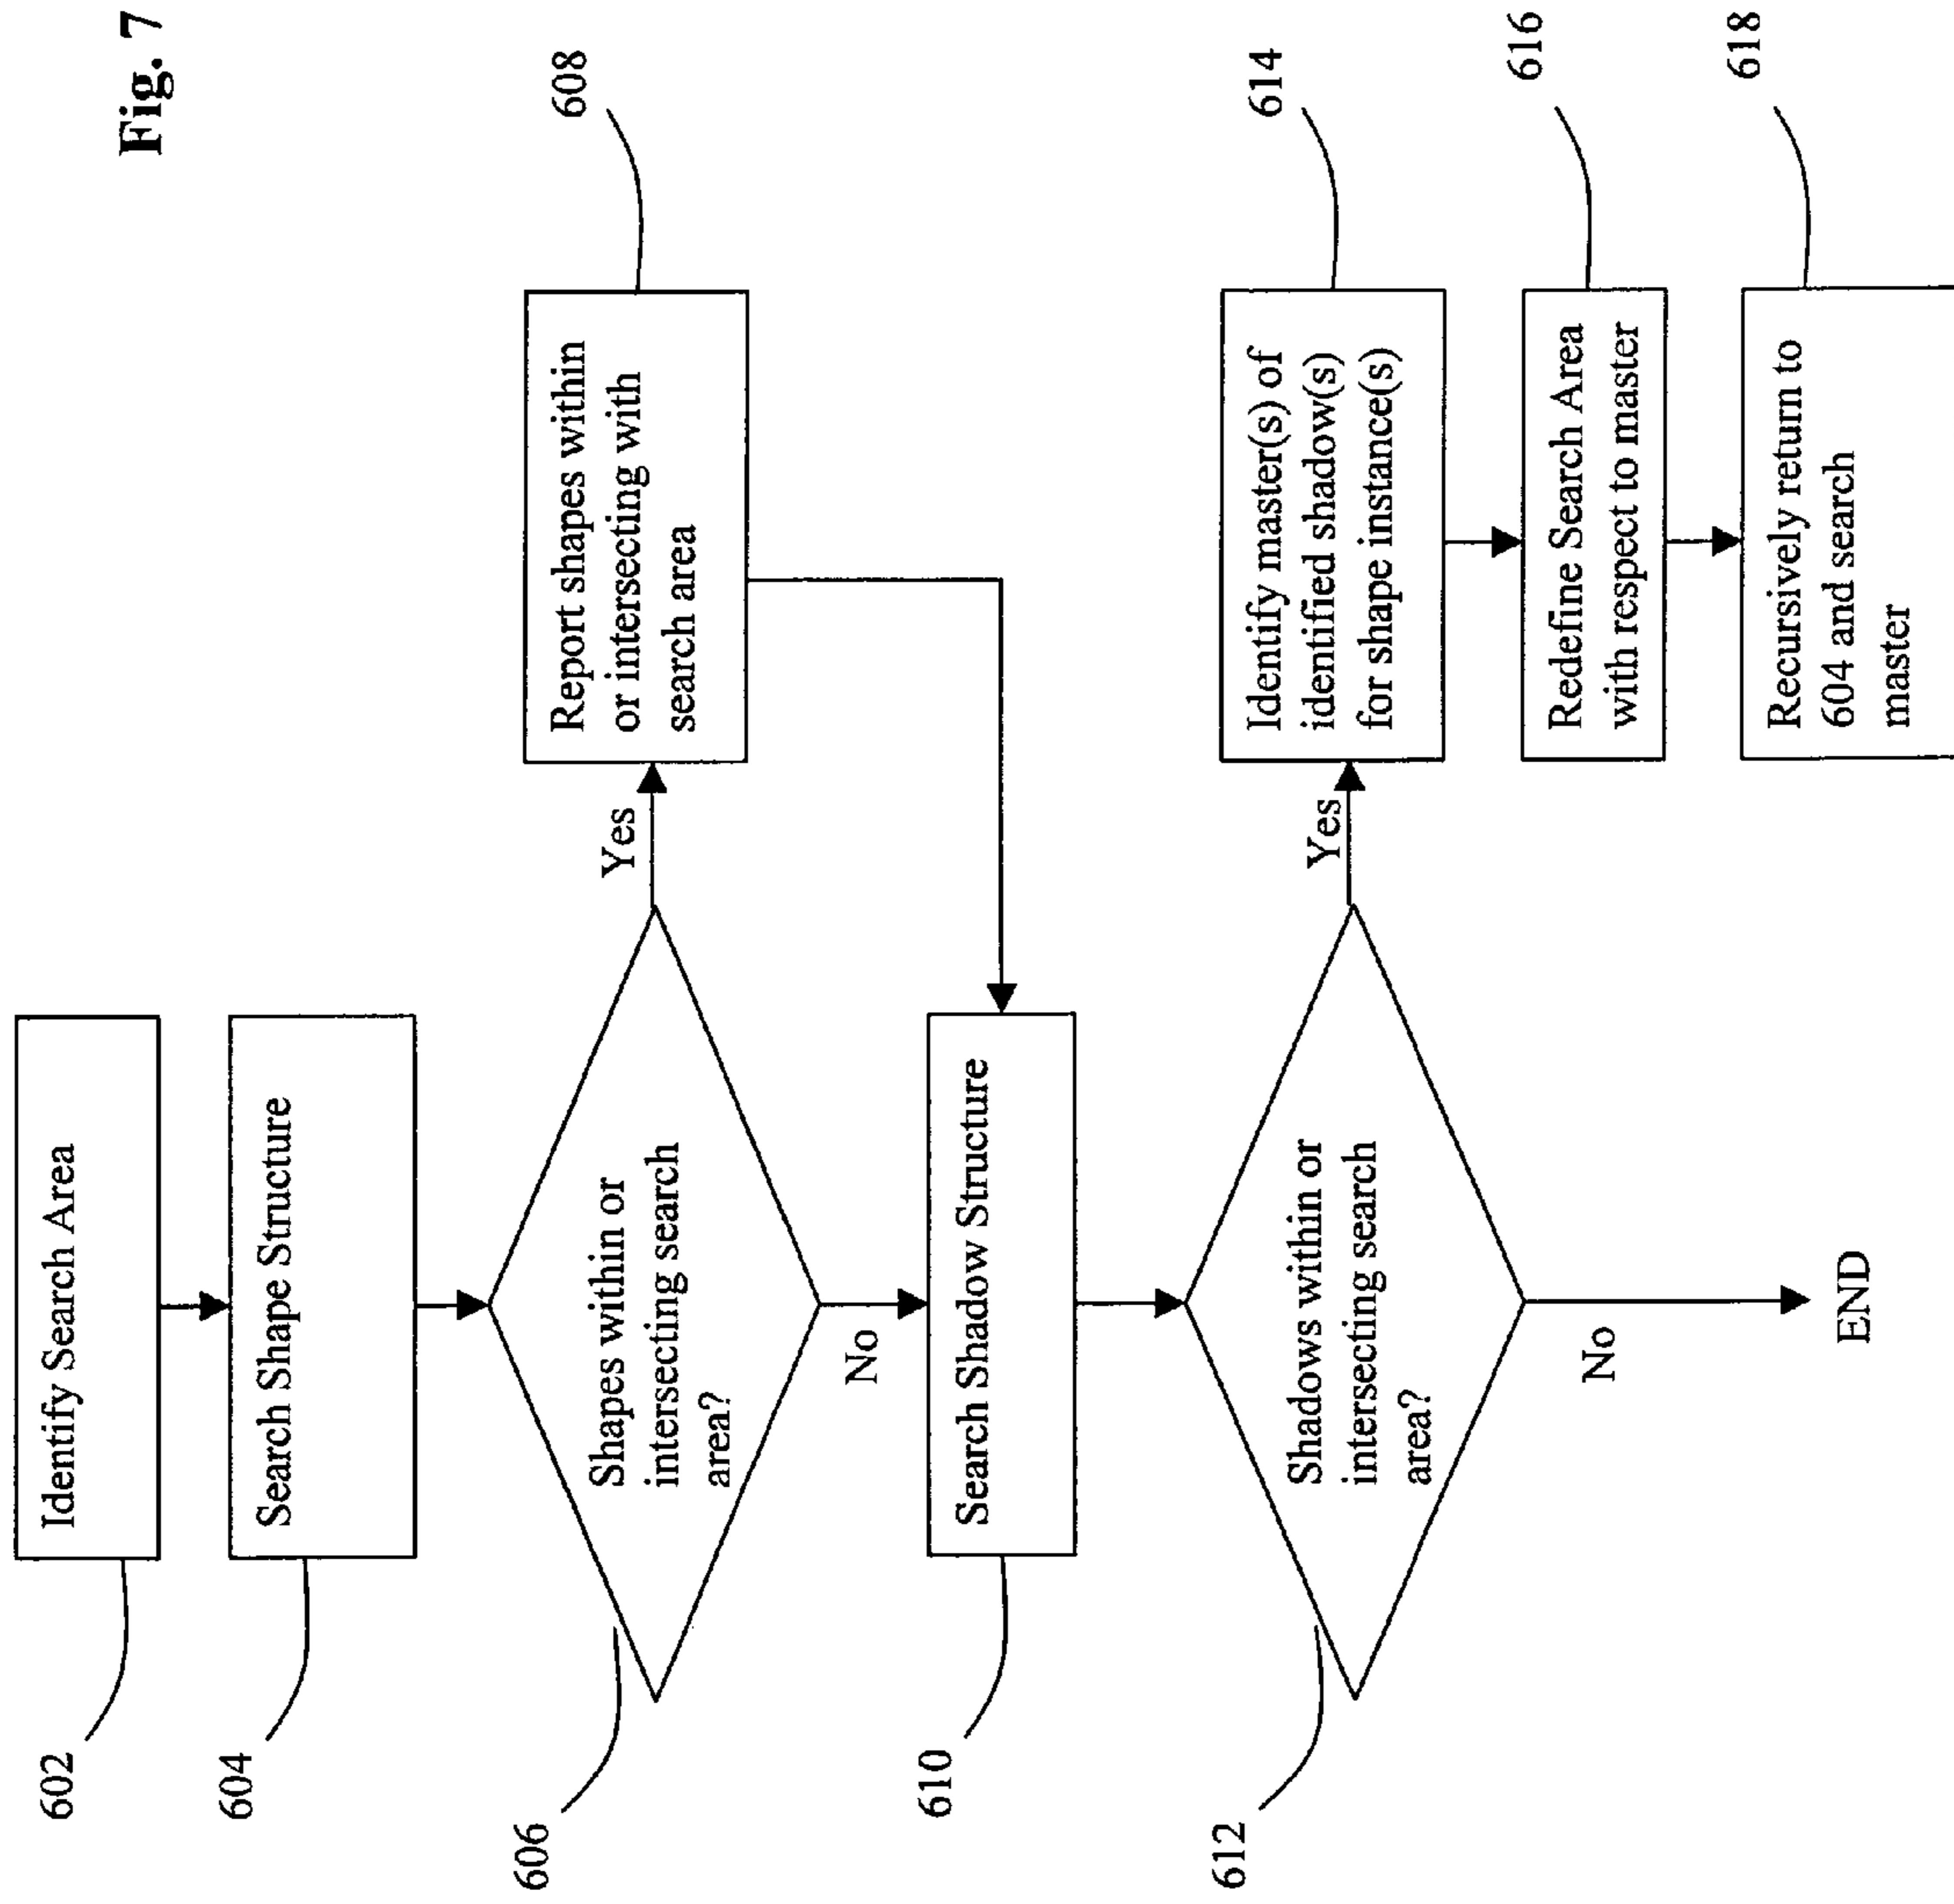 Fig. 7
602
Identify Search Area
604
Search Shape Structure
606
Shapes within or
intersecting search
area?
Yes
608
Report shapes within
or intersecting with
search area
No
610
Search Shadow Structure
612
Shadows within or
intersecting search
area?
Yes
614
Identify master(s) of
identified shadow(s)
for shape instance(s)
616
Redefine Search Area
with respect to master
618
Recursively return to
604 and search
master
No
END